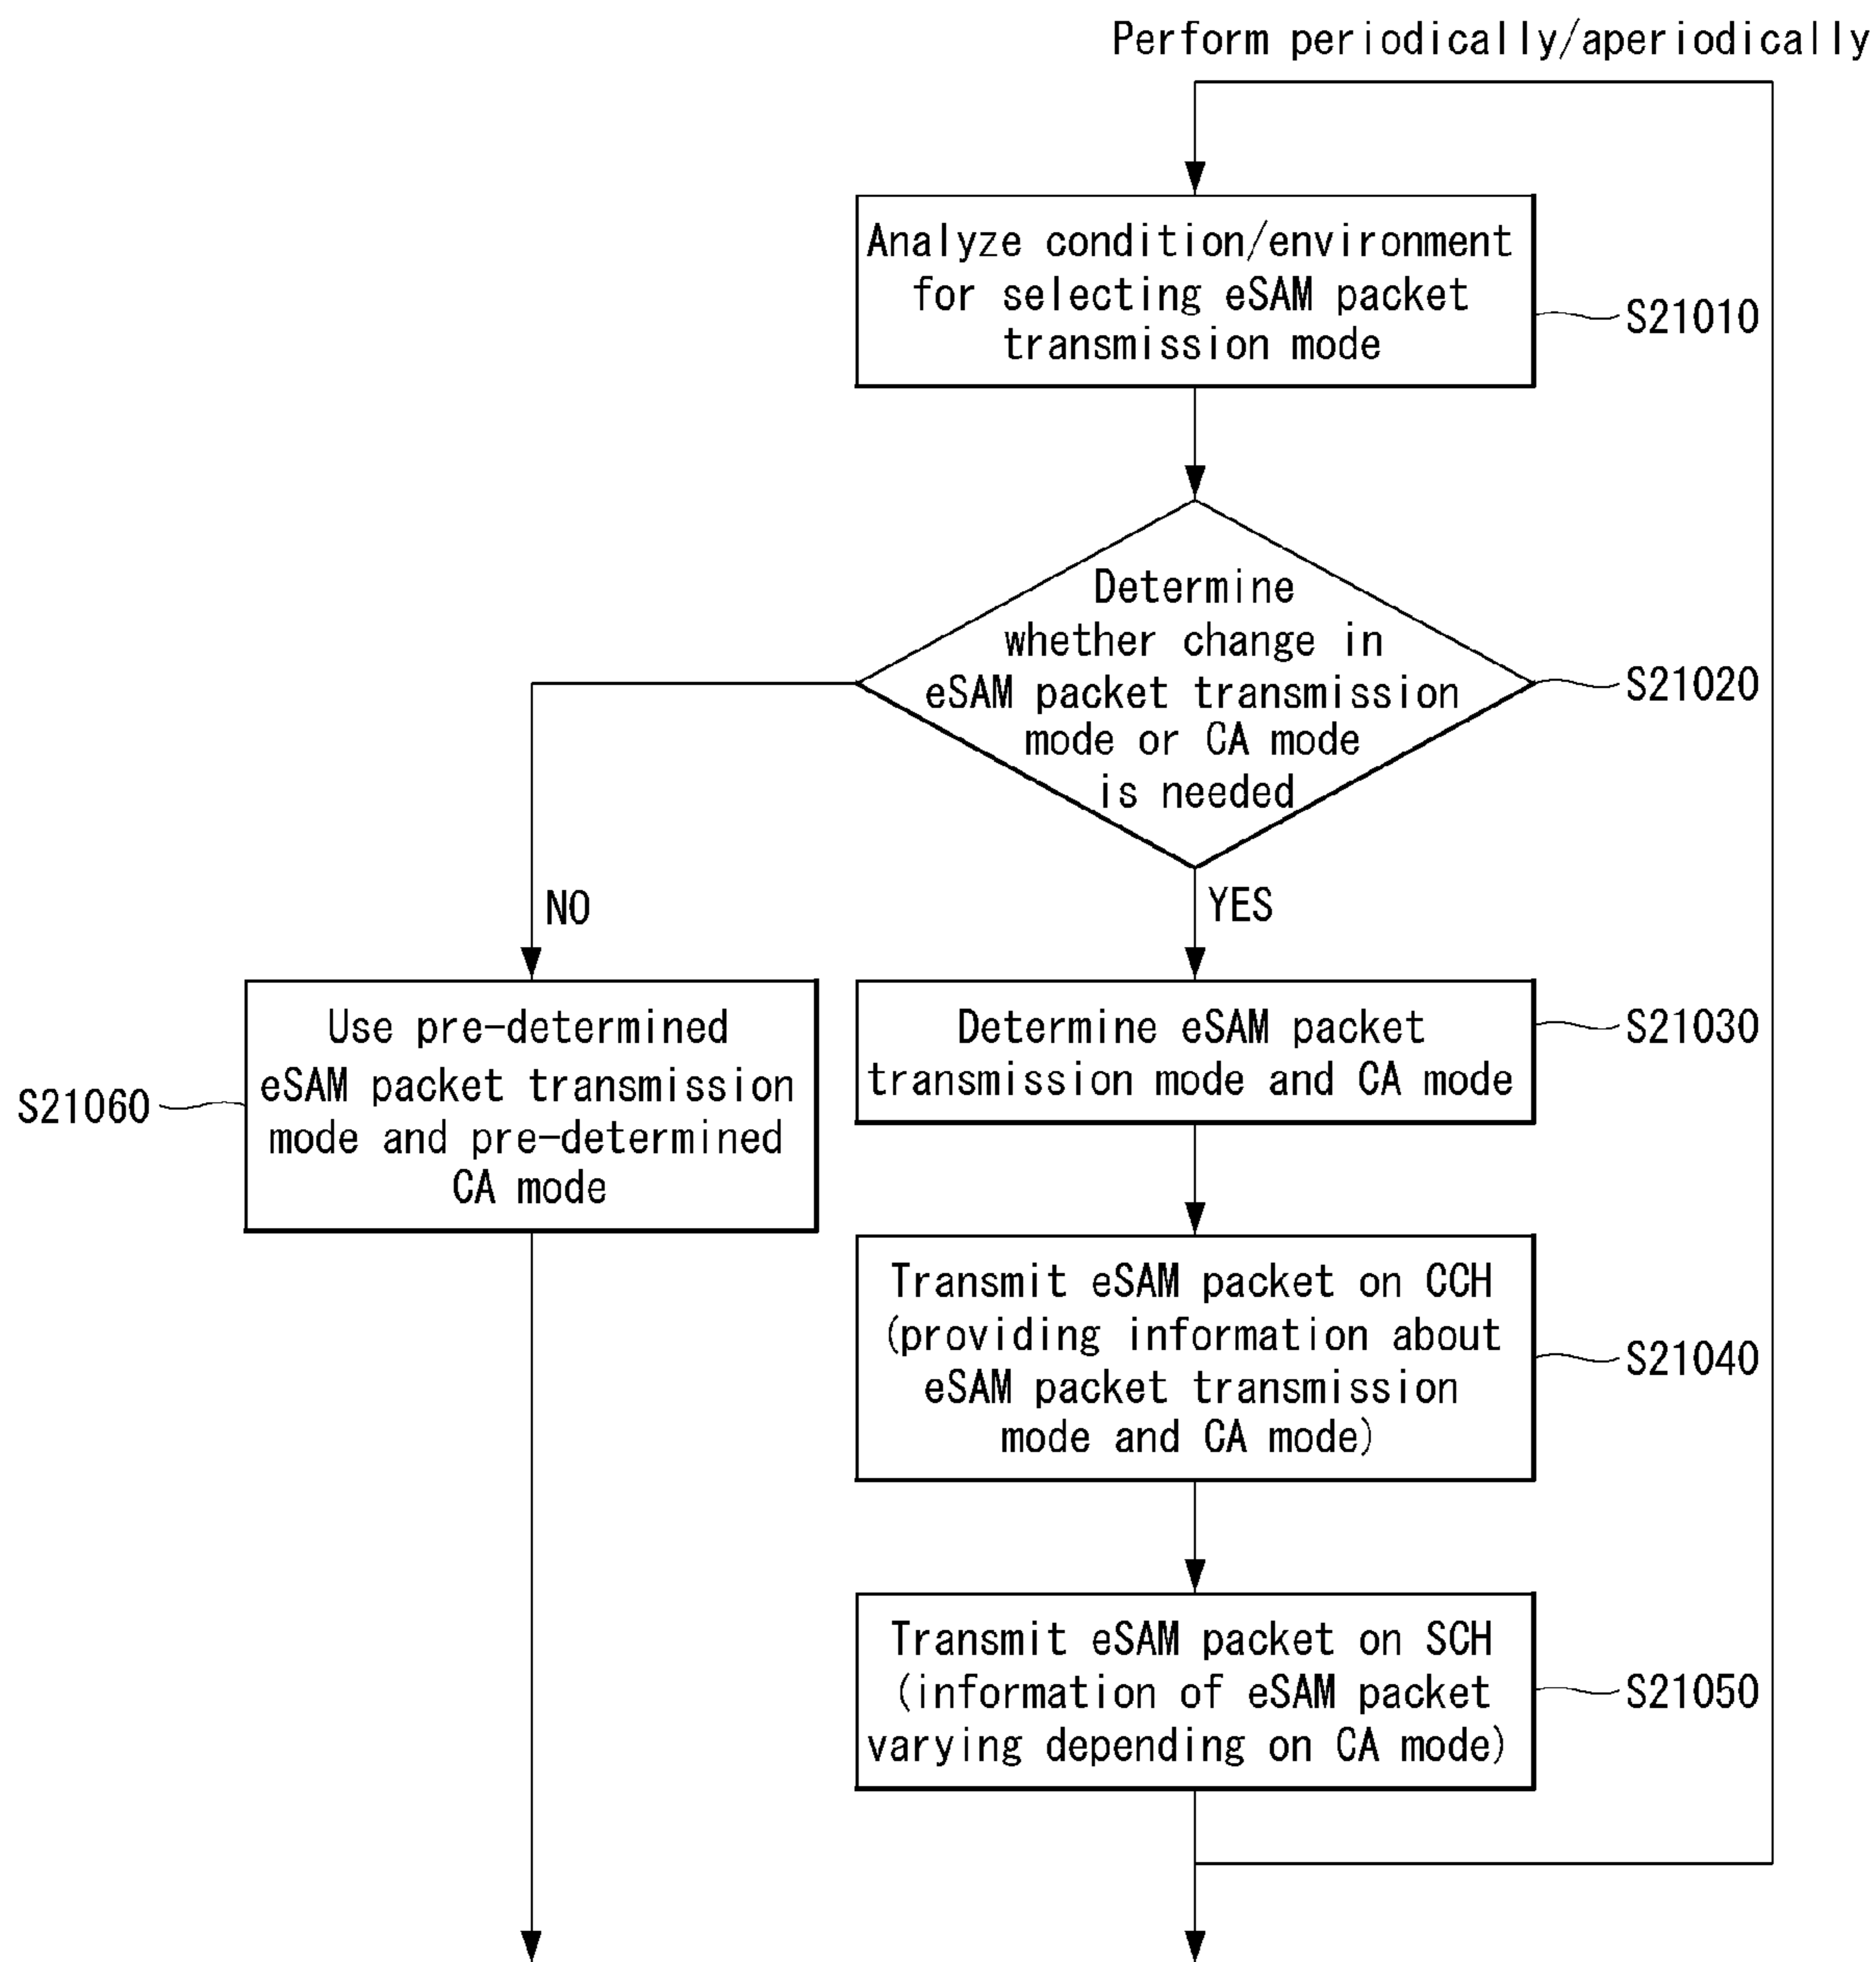 Perform periodically/aperiodically
Analyze condition/environment
for selecting eSAM packet
transmission mode
S21010
Determine
whether change in
eSAM packet transmission
mode or CA mode
is needed
S21020
NO
YES
Use pre-determined
eSAM packet transmission
mode and pre-determined
CA mode
S21060
Determine eSAM packet
transmission mode and CA mode
S21030
Transmit eSAM packet on CCH
(providing information about
eSAM packet transmission
mode and CA mode)
S21040
Transmit eSAM packet on SCH
(information of eSAM packet
varying depending on CA mode)
S21050